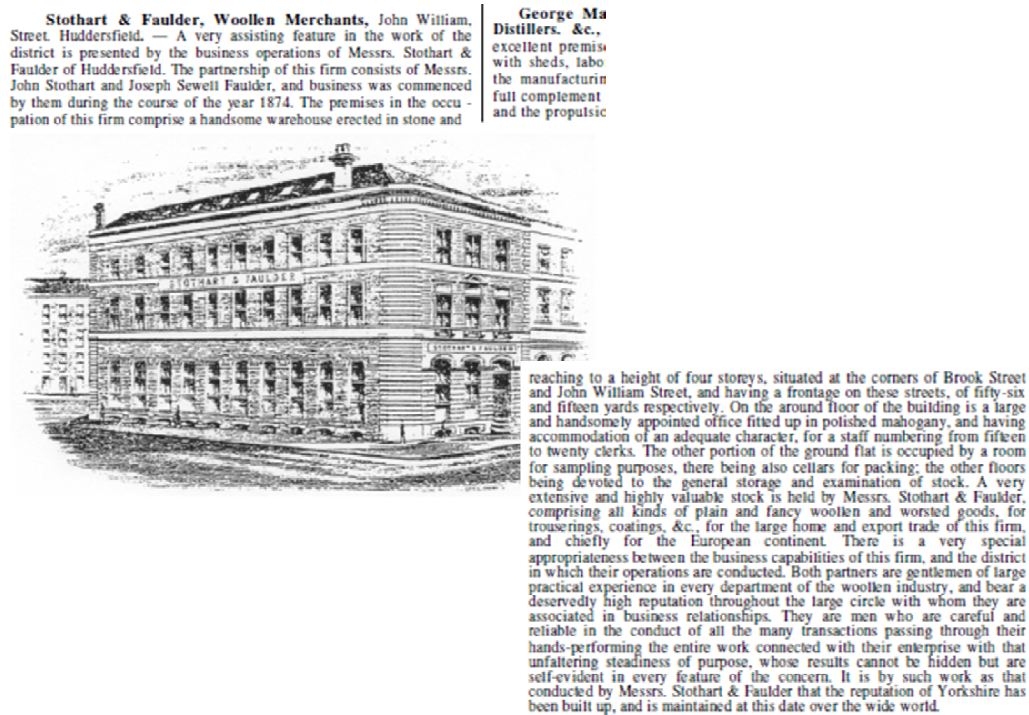 Stothart & Faulder, Woollen Merchants, John William,
Street. Huddersfield. — A very assisting feature in the work of the
district is presented by the business operations of Messrs. Stothart &
Faulder of Huddersfield. The partnership of this firm consists of Messrs.
John Stothart and Joseph Sewell Faulder, and business was commenced
by them during the course of the year 1874. The premises in the occu -
pation of this firm comprise a handsome warehouse erected in stone and
George Ma
Distillers. &c.,
excellent premis
with sheds, labo
the manufacturin
full complement
and the propulsic
STOTHART & FAULDER
STOTHART & FAULDER
reaching to a height of four storeys, situated at the corners of Brook Street
and John William Street, and having a frontage on these streets, of fifty-six
and fifteen yards respectively. On the around floor of the building is a large
and handsomely appointed office fitted up in polished mahogany, and having
accommodation of an adequate character, for a staff numbering from fifteen
to twenty clerks. The other portion of the ground flat is occupied by a room
for sampling purposes, there being also cellars for packing; the other floors
being devoted to the general storage and examination of stock. A very
extensive and highly valuable stock is held by Messrs. Stothart & Faulder,
comprising all kinds of plain and fancy woollen and worsted goods, for
trouserings, coatings, &c., for the large home and export trade of this firm,
and chiefly for the European continent. There is a very special
appropriateness between the business capabilities of this firm, and the district
in which their operations are conducted. Both partners are gentlemen of large
practical experience in every department of the woollen industry, and bear a
deservedly high reputation throughout the large circle with whom they are
associated in business relationships. They are men who are careful and
reliable in the conduct of all the many transactions passing through their
hands-performing the entire work connected with their enterprise with that
unfaltering steadiness of purpose, whose results cannot be hidden but are
self-evident in every feature of the concern. It is by such work as that
conducted by Messrs. Stothart & Faulder that the reputation of Yorkshire has
been built up, and is maintained at this date over the wide world.